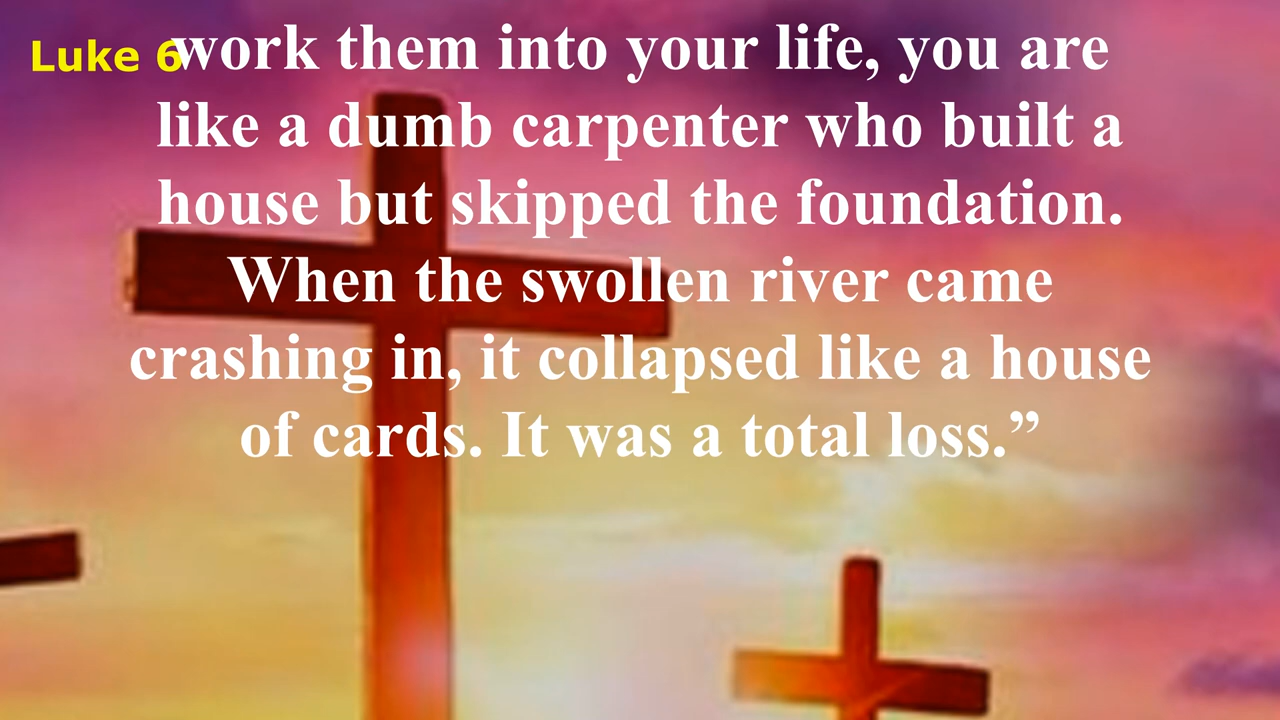 Luke 6
work them into your life, you are
like a dumb carpenter who built a
house but skipped the foundation.
When the swollen river came
crashing in, it collapsed like a house
of cards. It was a total loss.”